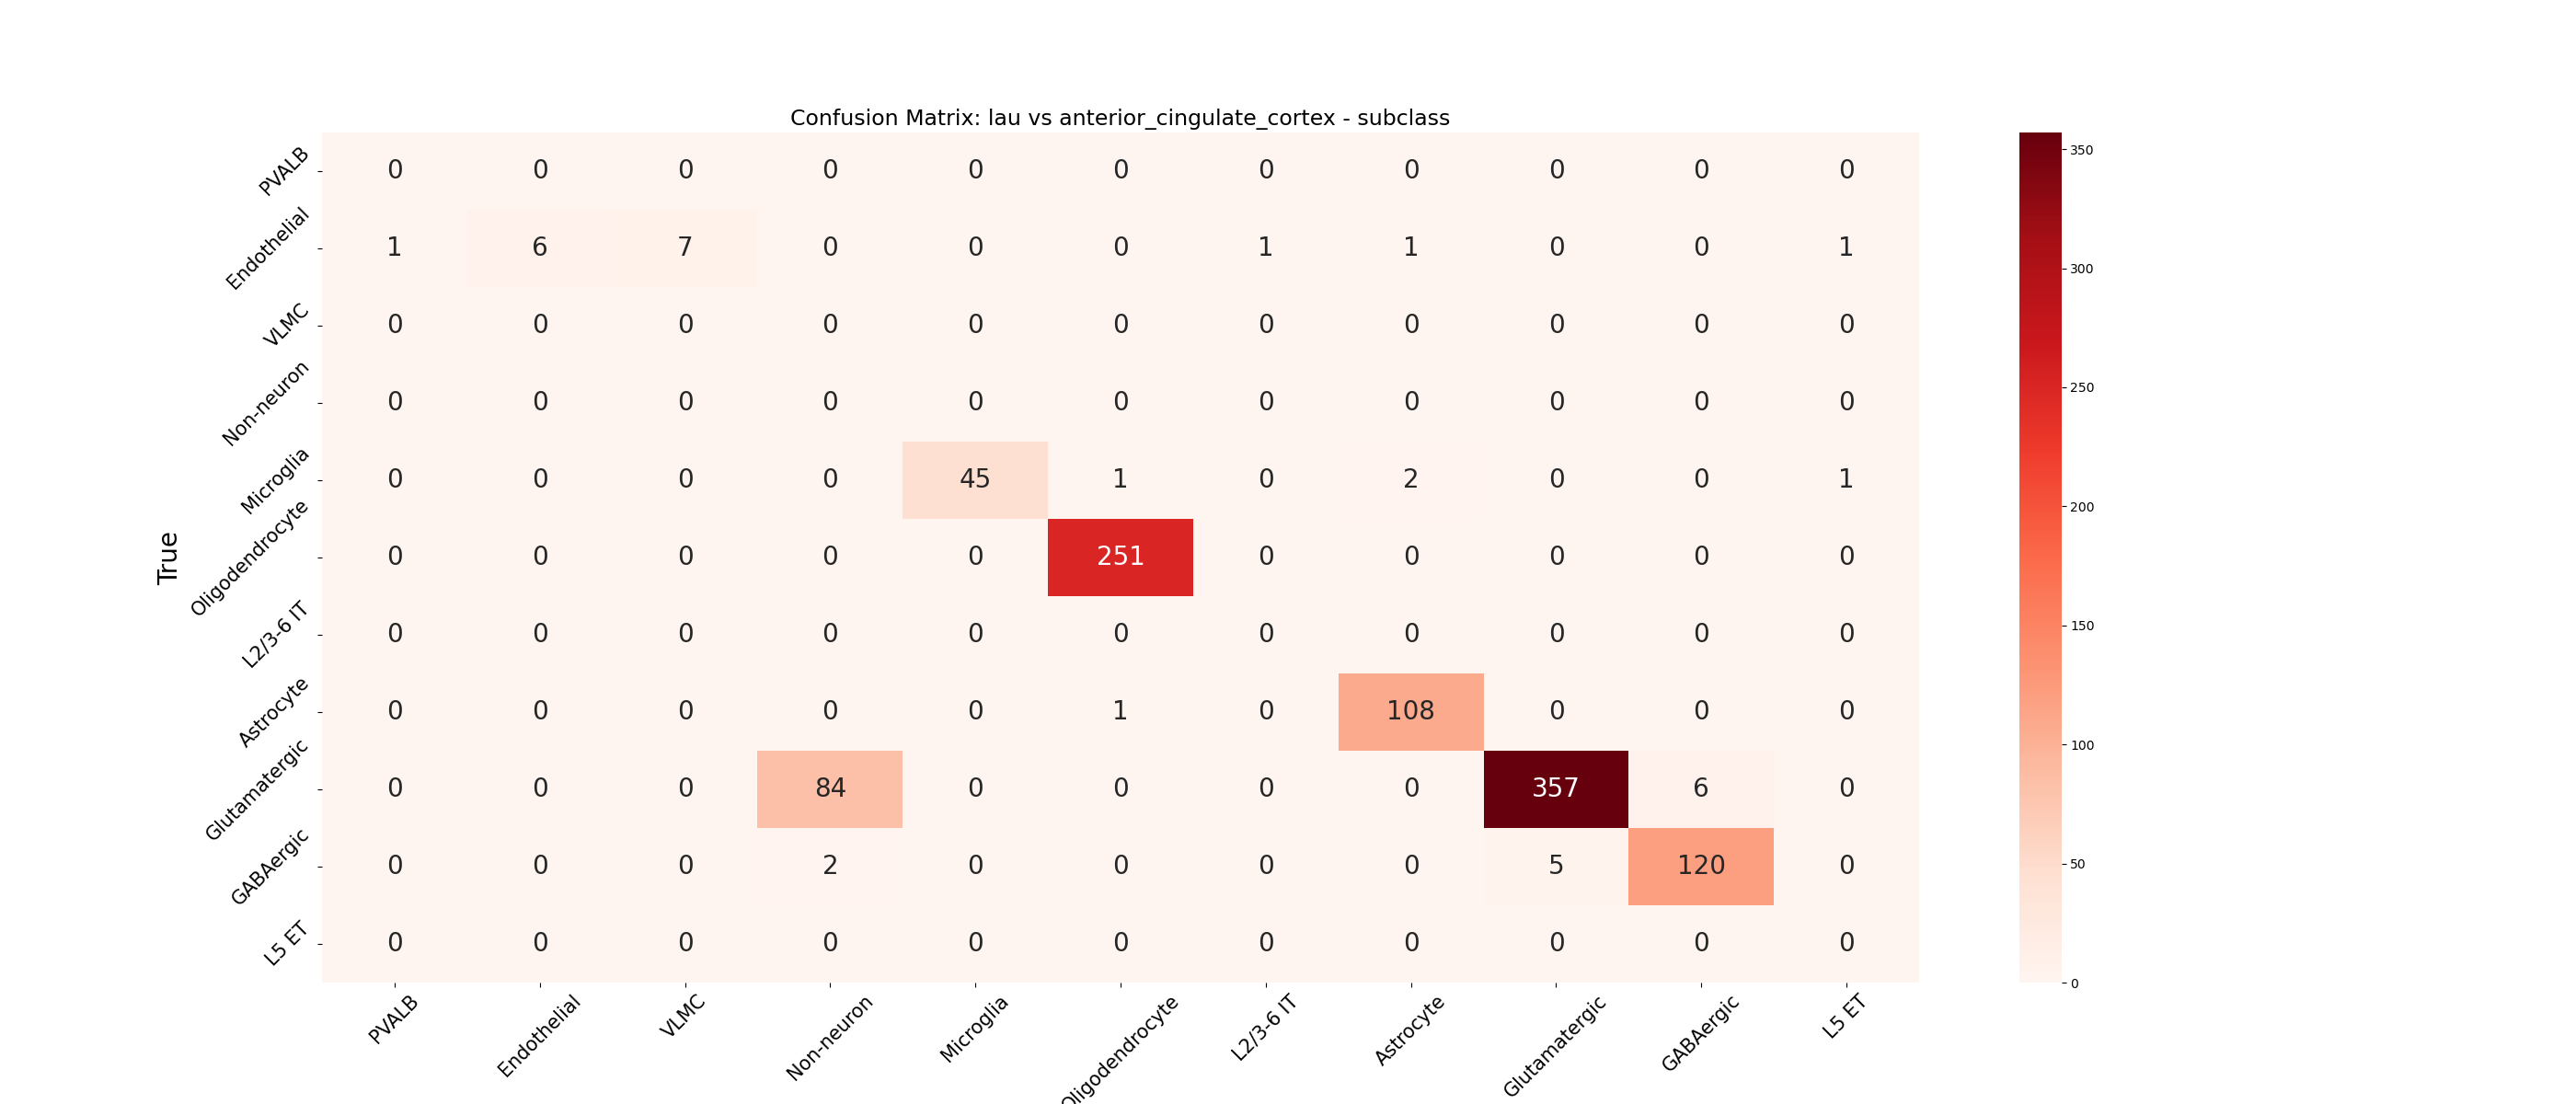 Confusion Matrix: lau vs anterior_cingulate_cortex - subclass
True
PVALB 0 0 0 0 0 0 0 0 0 0 0
Endothelial 1 6 7 0 0 0 1 1 0 0 1
VLMC 0 0 0 0 0 0 0 0 0 0 0
Non-neuron 0 0 0 0 0 0 0 0 0 0 0
Microglia 0 0 0 0 45 1 0 2 0 0 1
Oligodendrocyte 0 0 0 0 0 251 0 0 0 0 0
L2/3-6 IT 0 0 0 0 0 0 0 0 0 0 0
Astrocyte 0 0 0 0 0 1 0 108 0 0 0
Glutamatergic 0 0 0 84 0 0 0 0 357 6 0
GABAergic 0 0 0 2 0 0 0 0 5 120 0
L5 ET 0 0 0 0 0 0 0 0 0 0 0
PVALB Endothelial VLMC Non-neuron Microglia Oligodendrocyte L2/3-6 IT Astrocyte Glutamatergic GABAergic L5 ET
350
300
250
200
150
100
50
0